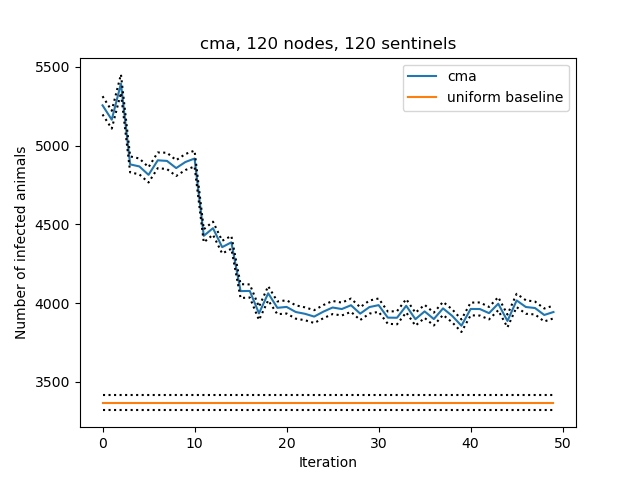 cma, 120 nodes, 120 sentinels
cma
uniform baseline
Number of infected animals
5500
5000
4500
4000
3500
0 10 20 30 40 50
Iteration